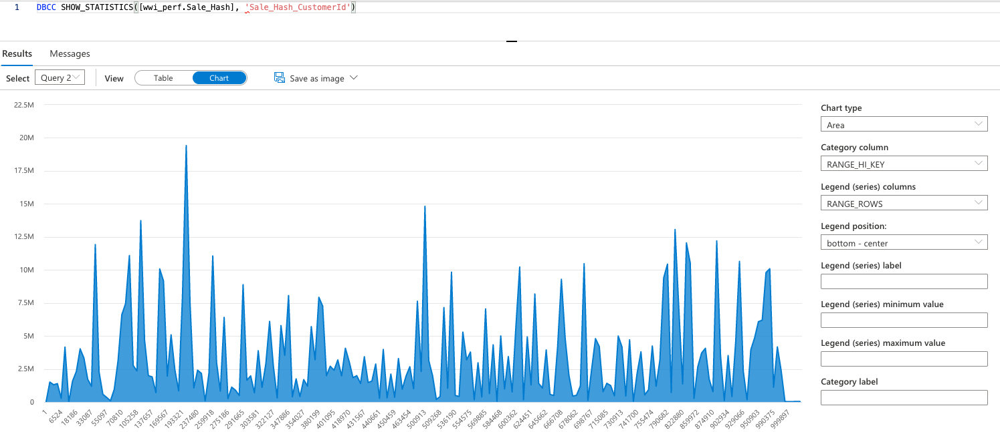 1 DBCC SHOW_STATISTICS([wwi_perf.Sale_Hash], 'Sale_Hash_CustomerId')
Results Messages
Select Query 2 View Table Chart Save as image
22.5M
20M
17.5M
15M
12.5M
10M
7.5M
5M
2.5M
0
1 6524 18186 33087 55097 70810 105258 137657 169567 193321 237480 259918 275186 291665 303581 322127 347886 354027 380199 401095 418970 431567 440661 450459 463454 500913 509268 536190 554575 569885 584468 600362 624451 645662 666708 678062 698767 715085 730913 741700 755474 790682 822880 859972 874910 902934 929066 950903 990375 999897
Chart type
Area
Category column
RANGE_HI_KEY
Legend (series) columns
RANGE_ROWS
Legend position:
bottom - center
Legend (series) label
Legend (series) minimum value
Legend (series) maximum value
Category label